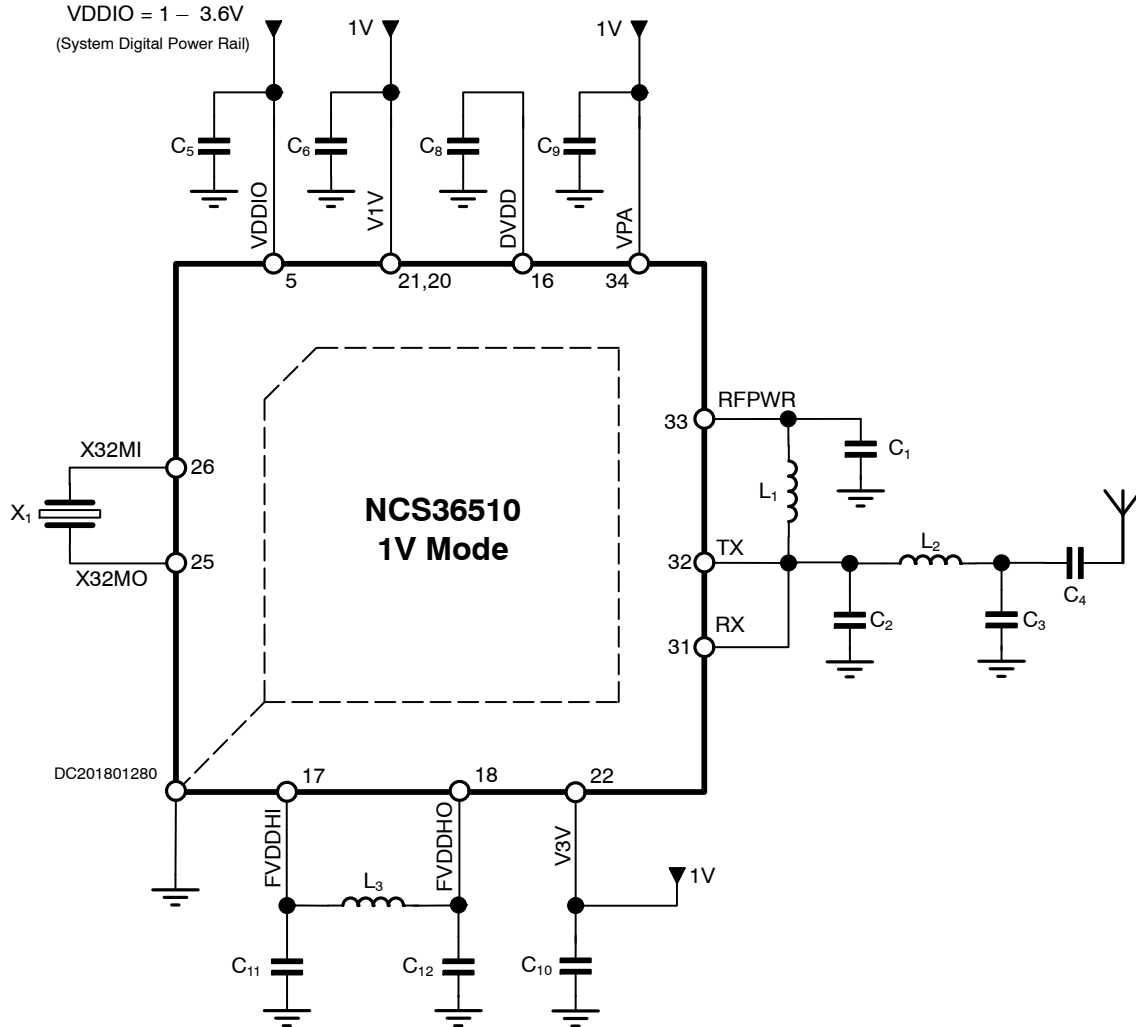 VDDIO = 1 – 3.6V
(System Digital Power Rail)
1V
1V
C5
C6
C8
C9
VDDIO
V1V
DVDD
VPA
5
21,20
16
34
RFPWR
33
C1
L1
X32MI
26
X1
NCS36510
1V Mode
25
X32MO
TX
32
L2
C4
C2
C3
RX
31
DC201801280
17
18
22
FVDDHI
FVDDHO
V3V
L3
1V
C11
C12
C10